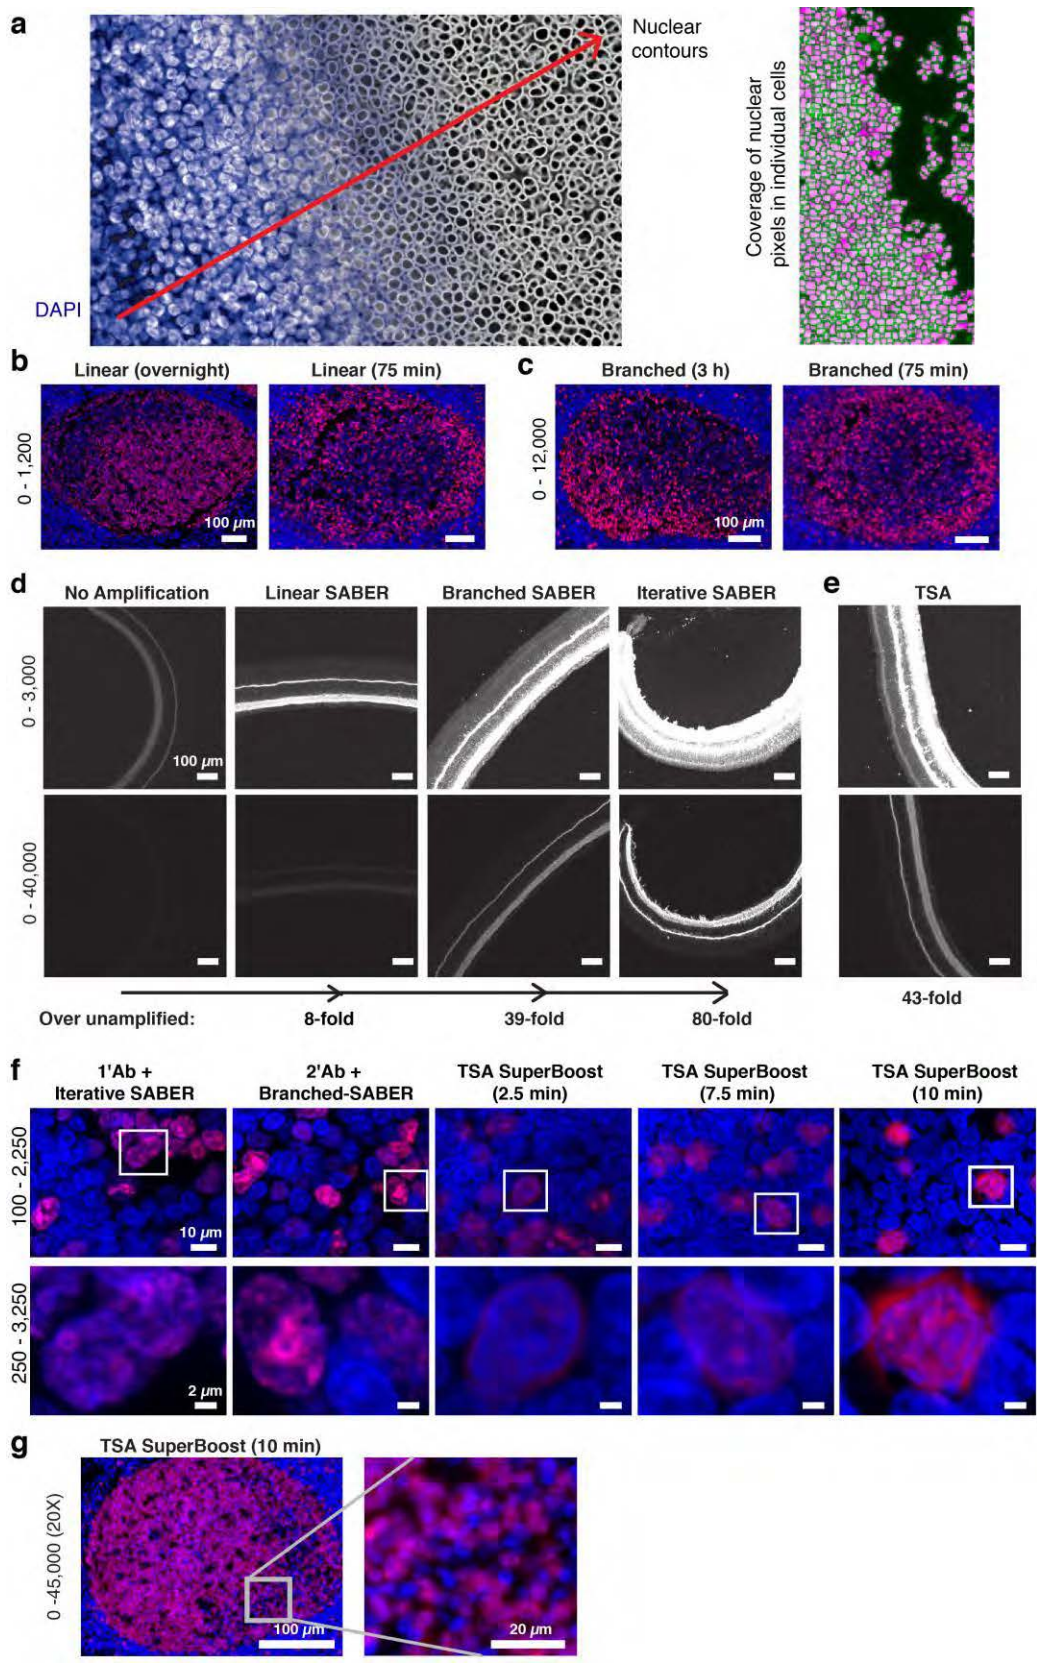 a
Nuclear
contours
DAPI
Coverage of nuclear
pixels in individual cells
b
Linear (overnight)
Linear (75 min)
c
Branched (3 h)
Branched (75 min)
0 - 1,200
100 µm
0 - 12,000
100 µm
d
No Amplification
Linear SABER
Branched SABER
Iterative SABER
e
TSA
0 - 3,000
100 µm
0 - 40,000
Over unamplified:
8-fold
39-fold
80-fold
43-fold
f
1'Ab +
Iterative SABER
2'Ab +
Branched-SABER
TSA SuperBoost
(2.5 min)
TSA SuperBoost
(7.5 min)
TSA SuperBoost
(10 min)
100 - 2,250
10 µm
250 - 3,250
2 µm
g
TSA SuperBoost (10 min)
0 -45,000 (20X)
100 µm
20 µm